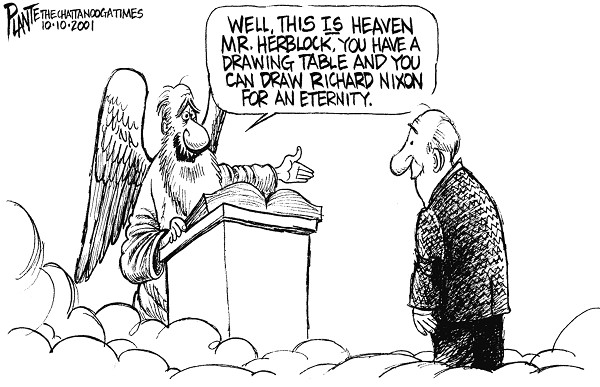 PLANTE THE CHATTANOOGA TIMES
10-10-2001
WELL, THIS IS HEAVEN
MR. HERBLOCK, YOU HAVE A
DRAWING TABLE AND YOU
CAN DRAW RICHARD NIXON
FOR AN ETERNITY.